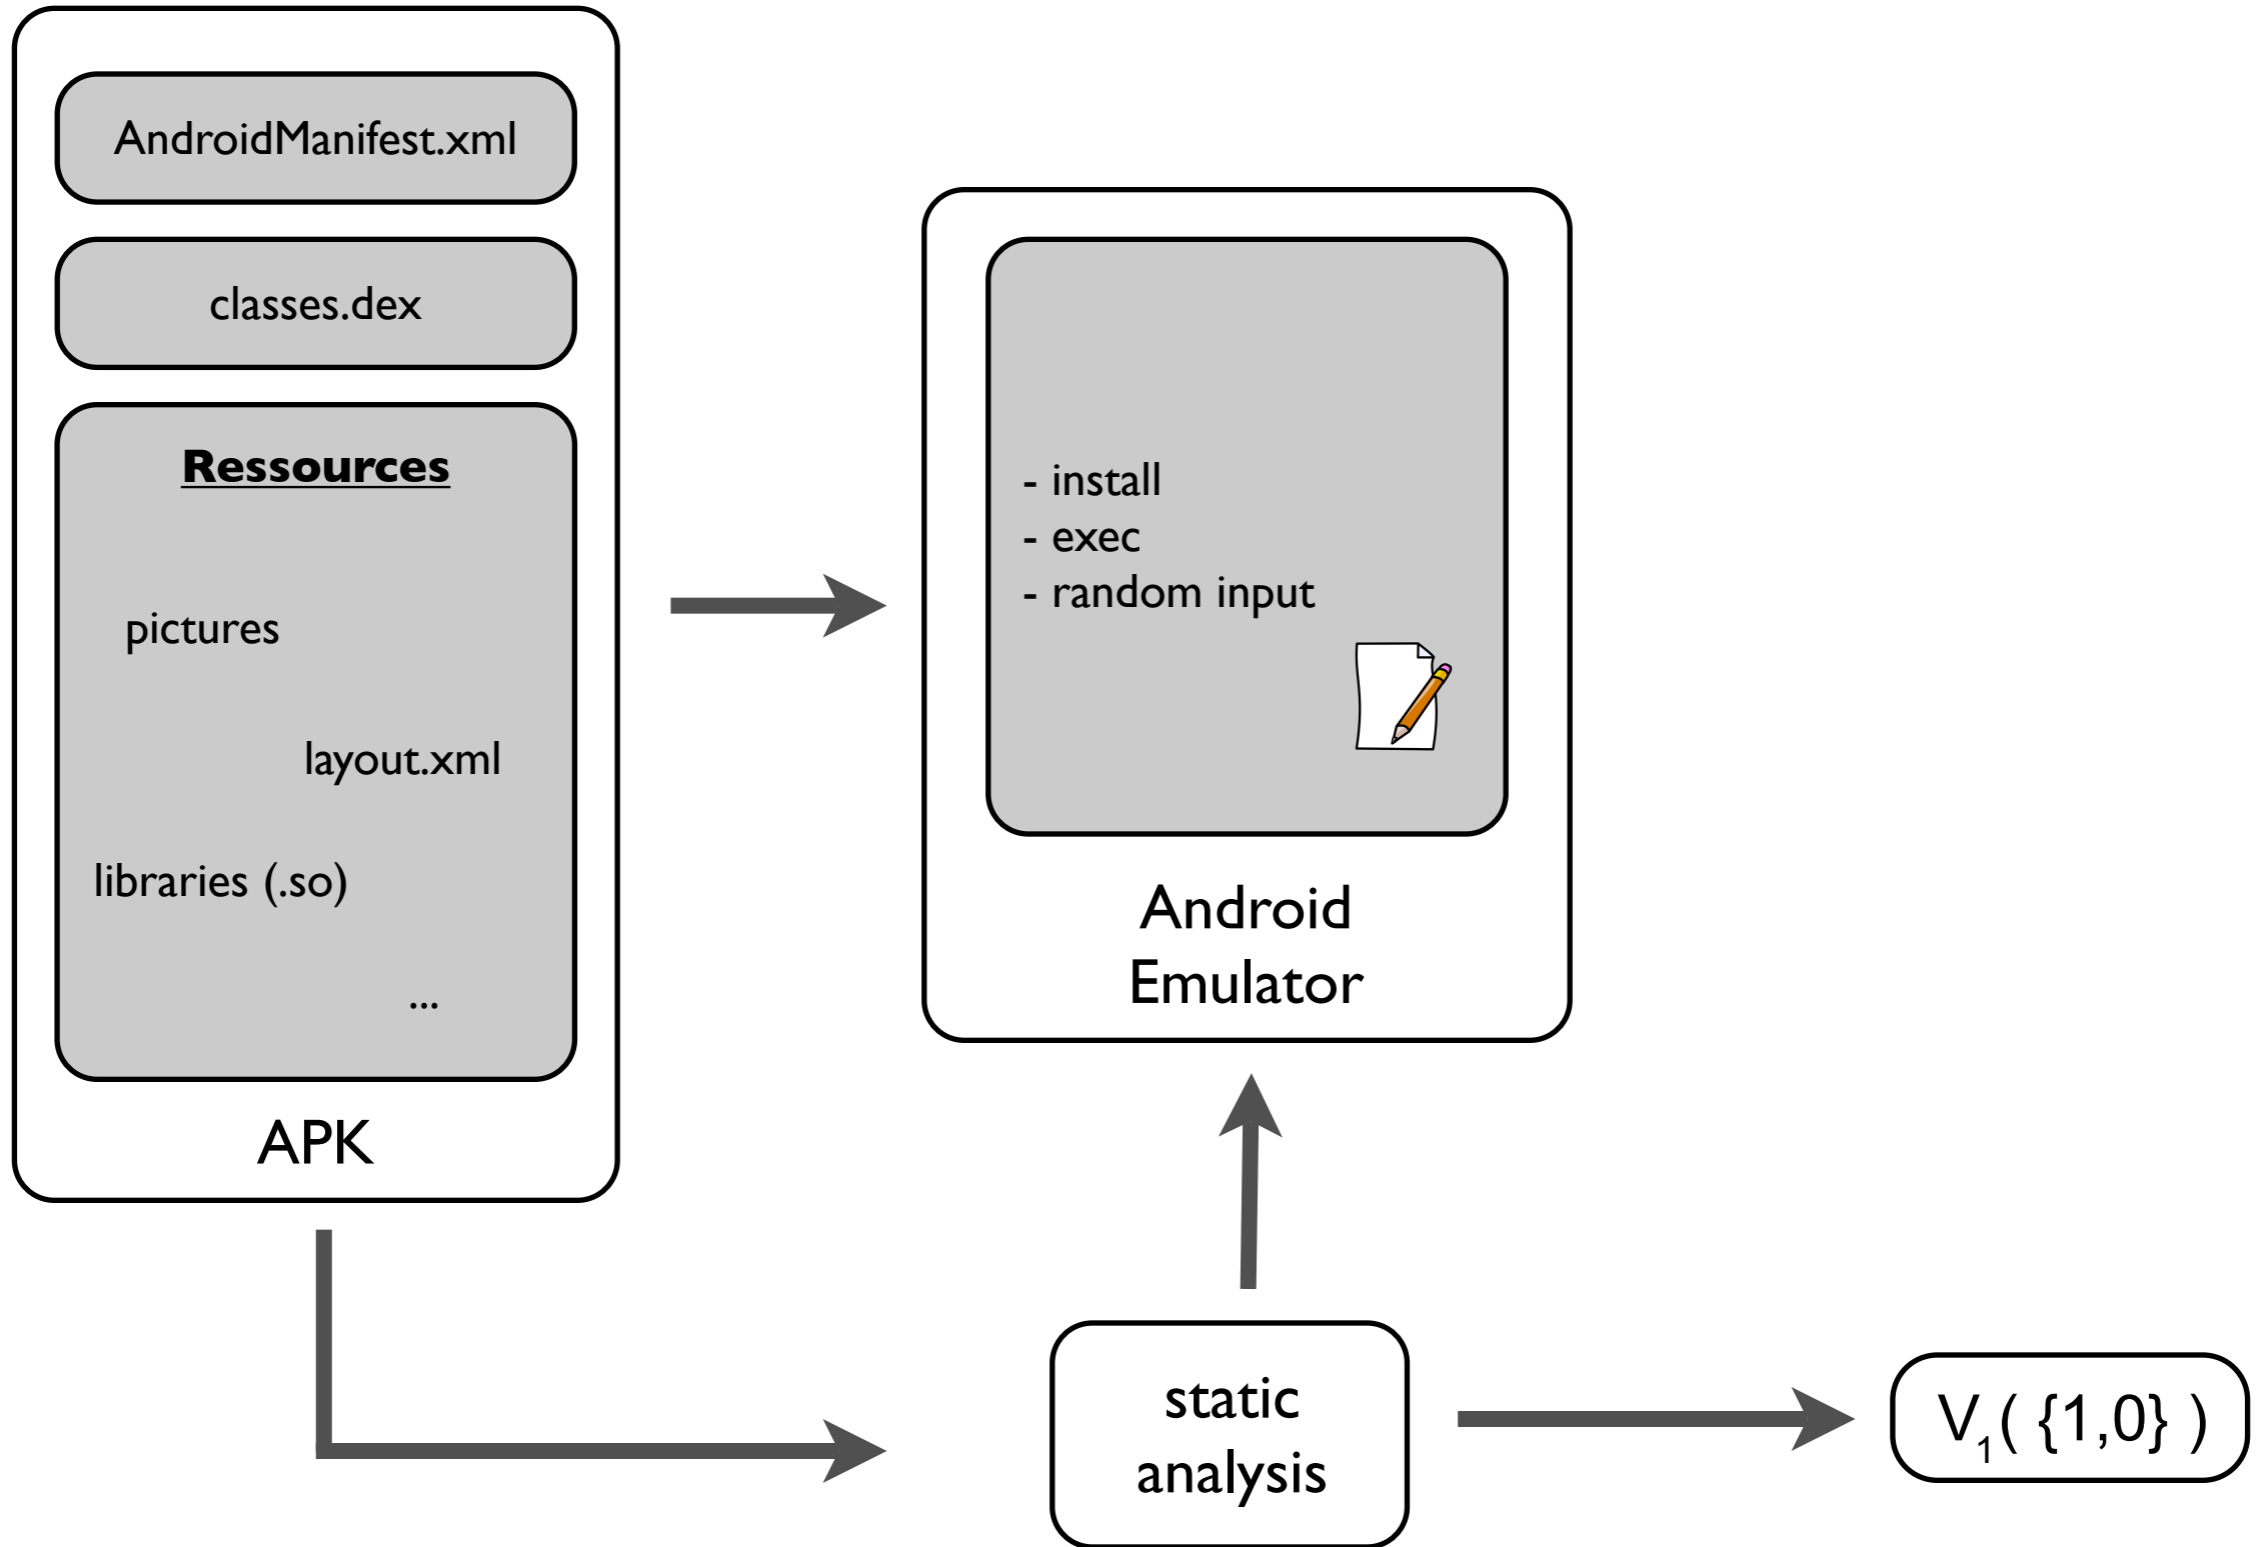 AndroidManifest.xml
classes.dex
Ressources
pictures
layout.xml
libraries (.so)
...
APK
- install
- exec
- random input
Android
Emulator
static
analysis
V₁( {1,0} )